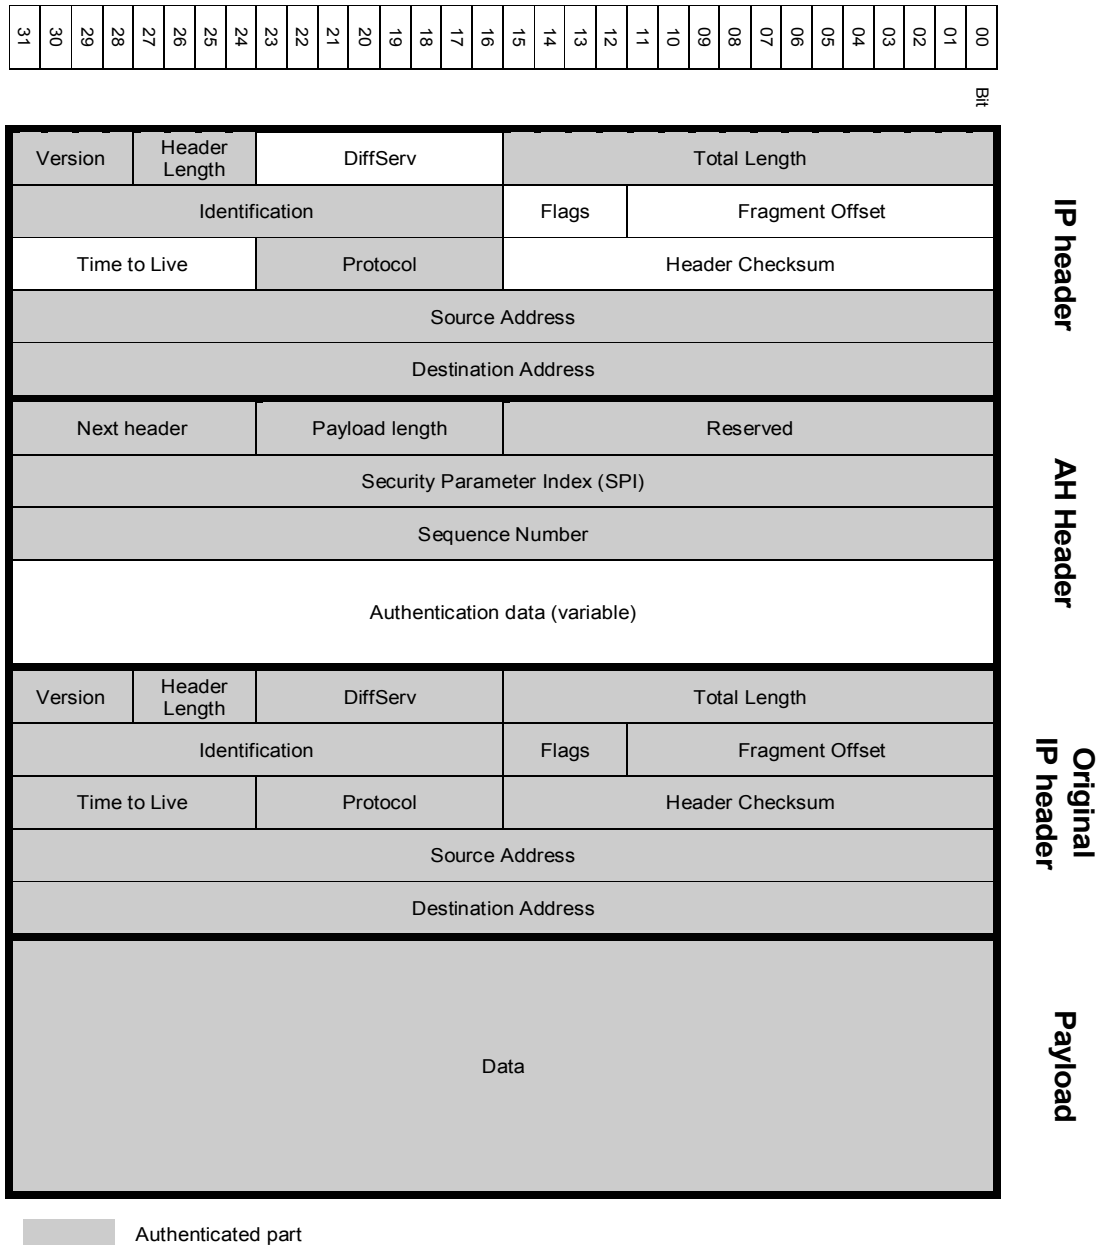 31 30 29 28 27 26 25 24 23 22 21 20 19 18 17 16 15 14 13 12 11 10 09 08 07 06 05 04 03 02 01 00
Bit
Version Header Length DiffServ Total Length
Identification Flags Fragment Offset
Time to Live Protocol Header Checksum
Source Address
Destination Address
IP header
Next header Payload length Reserved
Security Parameter Index (SPI)
Sequence Number
Authentication data (variable)
AH Header
Version Header Length DiffServ Total Length
Identification Flags Fragment Offset
Time to Live Protocol Header Checksum
Source Address
Destination Address
Original
IP header
Data
Payload
Authenticated part